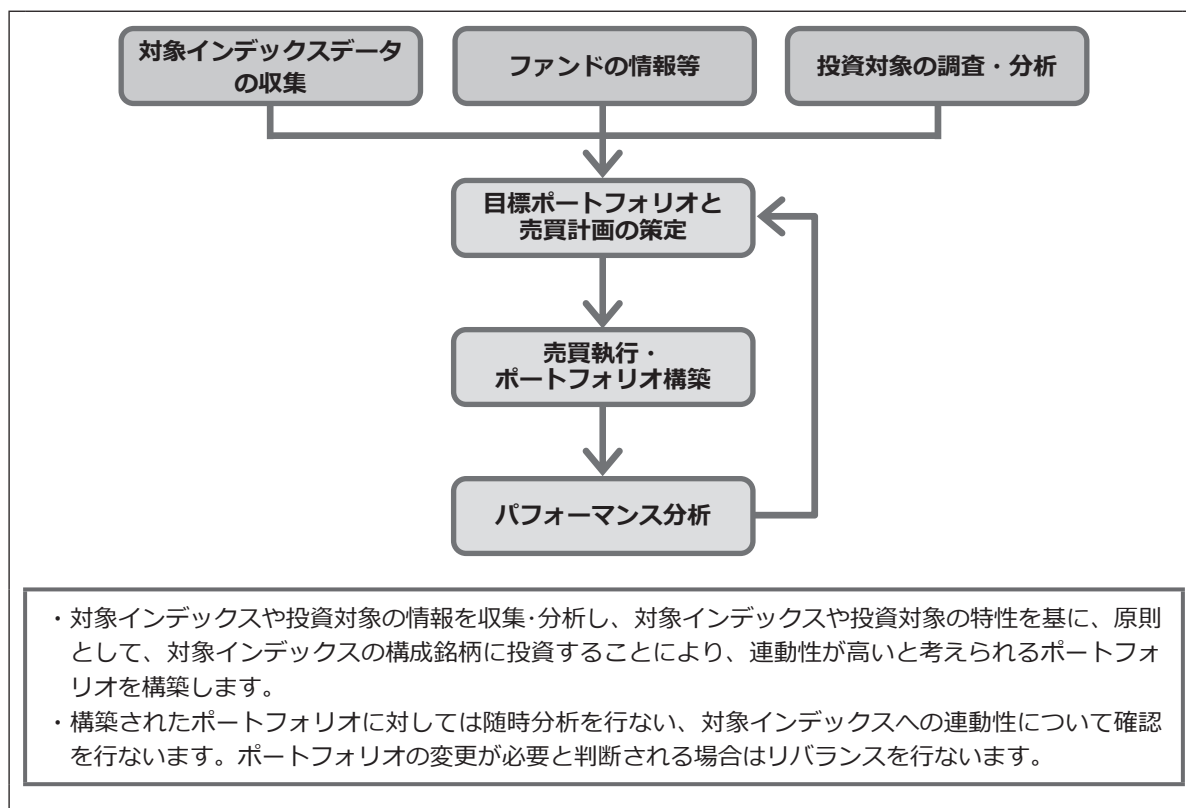 対象インデックスデータ
の収集
ファンドの情報等
投資対象の調査・分析
目標ポートフォリオと
売買計画の策定
売買執行・
ポートフォリオ構築
パフォーマンス分析
・対象インデックスや投資対象の情報を収集･分析し、対象インデックスや投資対象の特性を基に、原則
として、対象インデックスの構成銘柄に投資することにより、連動性が高いと考えられるポートフォ
リオを構築します。
・構築されたポートフォリオに対しては随時分析を行ない、対象インデックスへの連動性について確認
を行ないます。ポートフォリオの変更が必要と判断される場合はリバランスを行ないます。